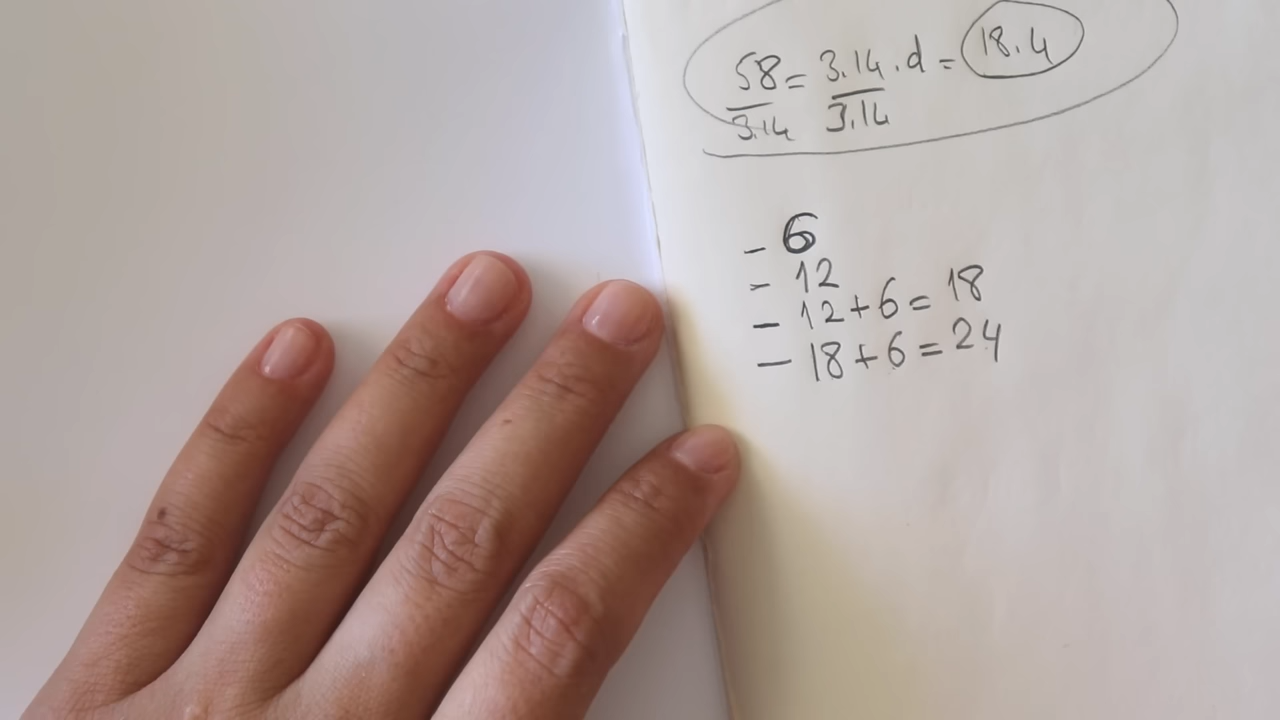 58 = 3.14 . d = 18.4
3.14 3.14
- 6
- 12
- 12 + 6 = 18
- 18 + 6 = 24